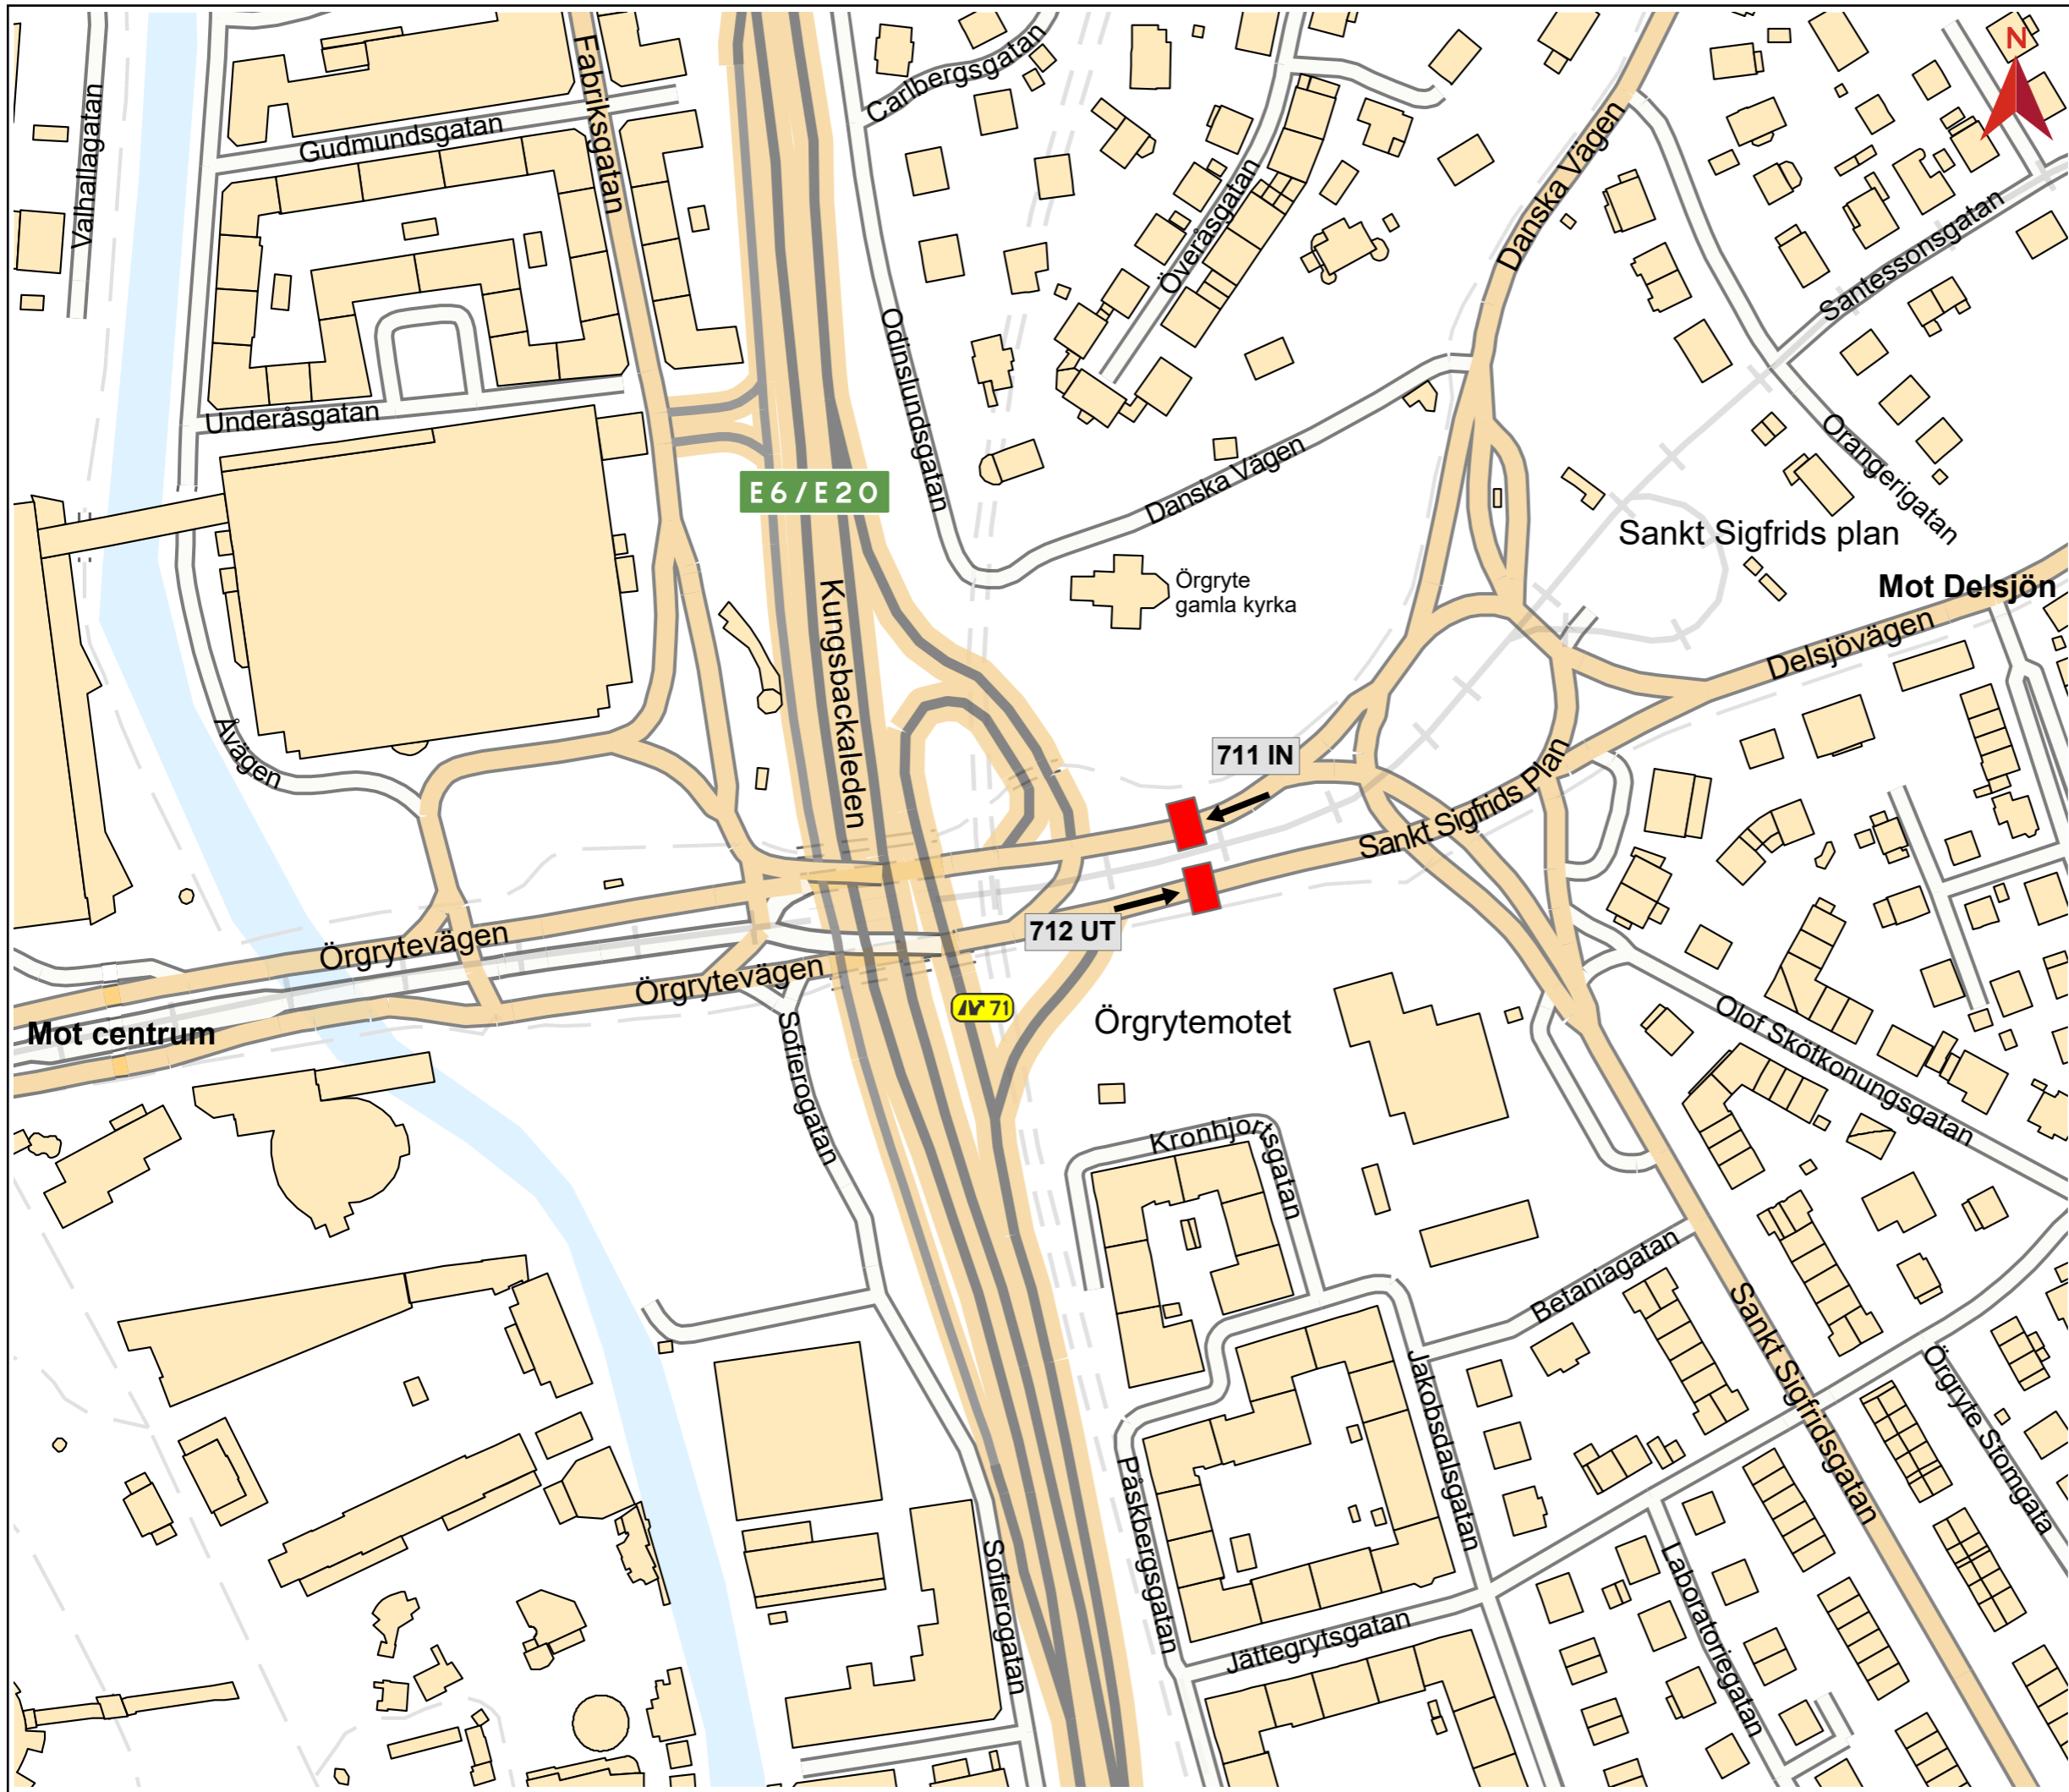 N
Valhallagatan
Fabriksgatan
Carlbergsgatan
Gudmundsgatan
Danska Vägen
Överåsgatan
Santessonsgatan
Odinslundsgatan
Underåsgatan
Orangerigatan
Danska Vägen
E6/E20
Sankt Sigfrids plan
Örgryte
gamla kyrka
Mot Delsjön
Kungsbackaleden
Delsjövägen
Åvägen
711 IN
Sankt Sigfrids Plan
712 UT
Örgrytevägen
Örgrytevägen
71
Örgrytemotet
Mot centrum
Sofierogatan
Olof Skötkonungsgatan
Kronhjortsgatan
Betaniagatan
Sankt Sigfridsgatan
Jakobsdalsgatan
Örgryte Stomgata
Påskbergsgatan
Sofierogatan
Laboratoriegatan
Jättegrytsgatan